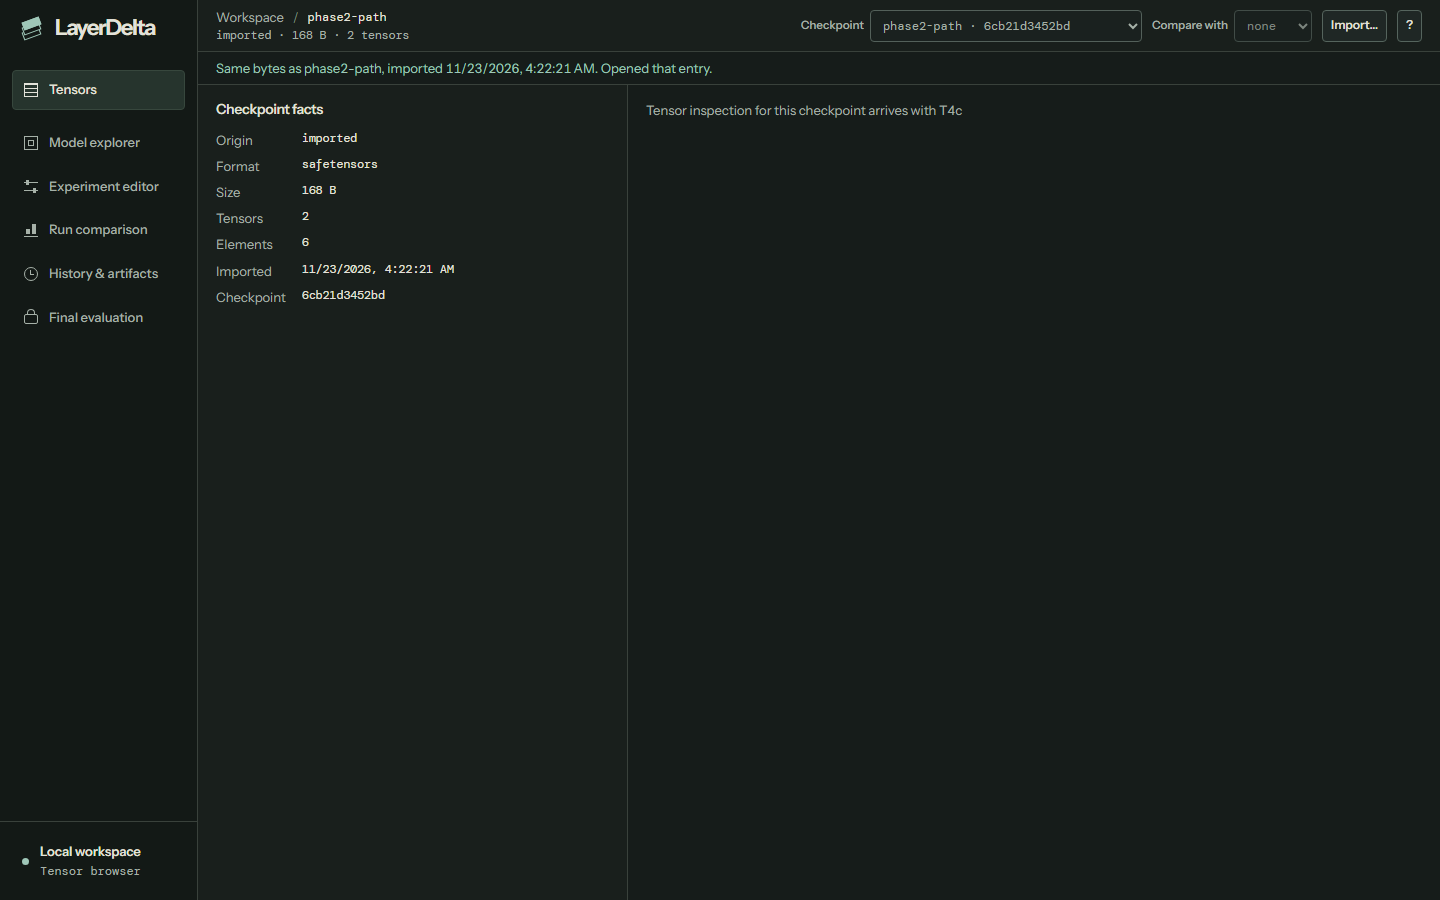 LayerDelta
Tensors
Model explorer
Experiment editor
Run comparison
History & artifacts
Final evaluation
Local workspace
Tensor browser
Workspace / phase2-path
imported · 168 B · 2 tensors
Checkpoint phase2-path · 6cb21d3452bd Compare with none Import... ?
Same bytes as phase2-path, imported 11/23/2026, 4:22:21 AM. Opened that entry.
Checkpoint facts
Origin imported
Format safetensors
Size 168 B
Tensors 2
Elements 6
Imported 11/23/2026, 4:22:21 AM
Checkpoint 6cb21d3452bd
Tensor inspection for this checkpoint arrives with T4c